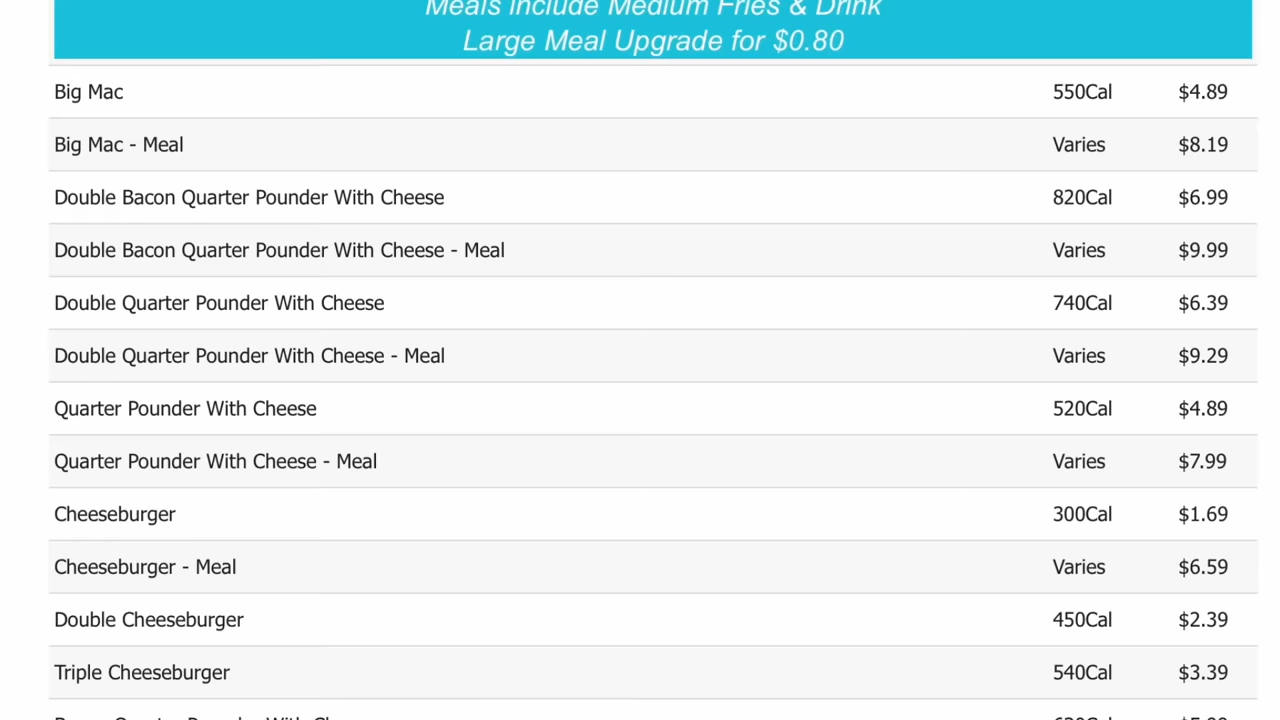 Meals Include Medium Fries & Drink
Large Meal Upgrade for $0.80
Big Mac 550Cal $4.89
Big Mac - Meal Varies $8.19
Double Bacon Quarter Pounder With Cheese 820Cal $6.99
Double Bacon Quarter Pounder With Cheese - Meal Varies $9.99
Double Quarter Pounder With Cheese 740Cal $6.39
Double Quarter Pounder With Cheese - Meal Varies $9.29
Quarter Pounder With Cheese 520Cal $4.89
Quarter Pounder With Cheese - Meal Varies $7.99
Cheeseburger 300Cal $1.69
Cheeseburger - Meal Varies $6.59
Double Cheeseburger 450Cal $2.39
Triple Cheeseburger 540Cal $3.39